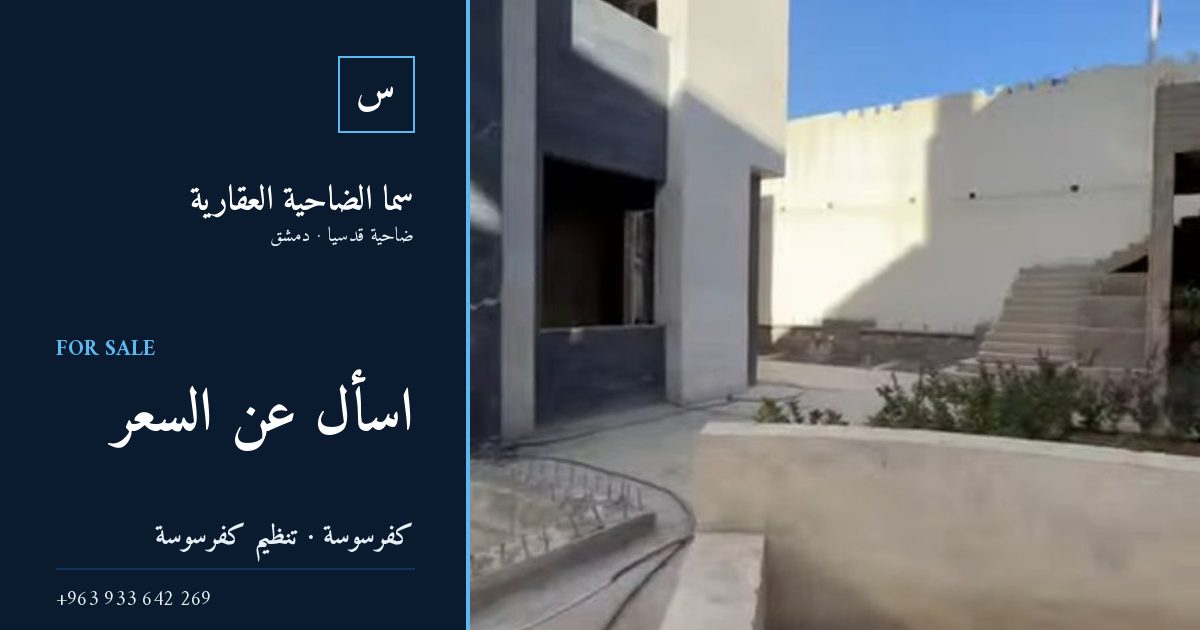 س
سما الضاحية العقارية
ضاحية قدسيا · دمشق
FOR SALE
اسأل عن السعر
كفرسوسة · تنظيم كفرسوسة
+963 933 642 269